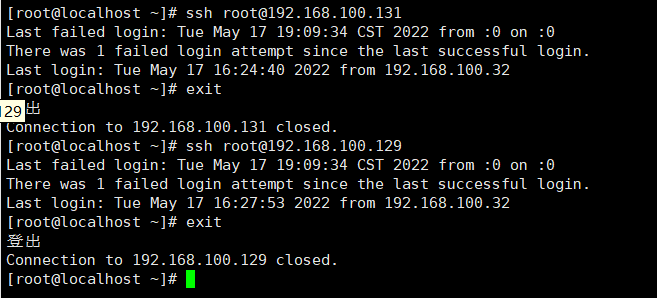 [root@localhost ~]# ssh root@192.168.100.131
Last failed login: Tue May 17 19:09:34 CST 2022 from :0 on :0
There was 1 failed login attempt since the last successful login.
Last login: Tue May 17 16:24:40 2022 from 192.168.100.32
[root@localhost ~]# exit
129 出
Connection to 192.168.100.131 closed.
[root@localhost ~]# ssh root@192.168.100.129
Last failed login: Tue May 17 19:09:34 CST 2022 from :0 on :0
There was 1 failed login attempt since the last successful login.
Last login: Tue May 17 16:27:53 2022 from 192.168.100.32
[root@localhost ~]# exit
登出
Connection to 192.168.100.129 closed.
[root@localhost ~]#